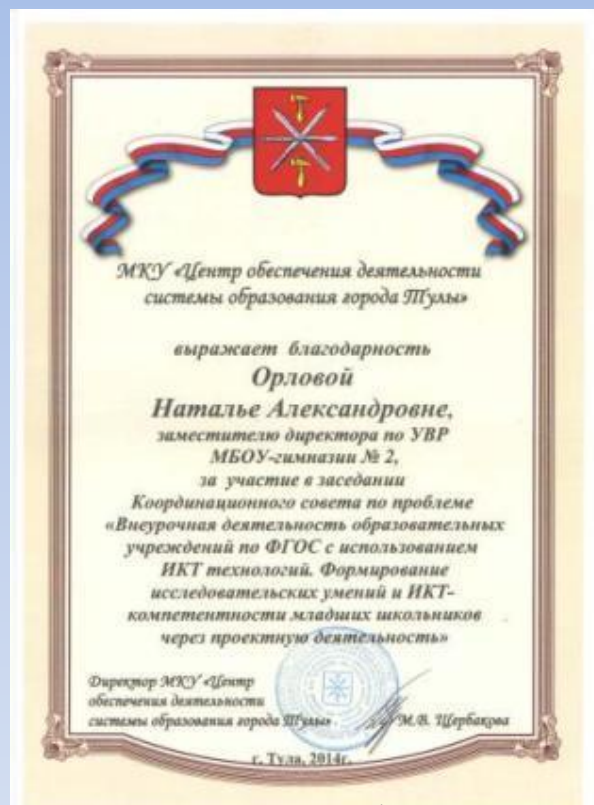 МКУ «Центр обеспечения деятельности
системы образования города Тулы»
выражает благодарность
Орловой
Наталье Александровне,
заместителю директора по УВР
МБОУ-гимназии № 2,
за участие в заседании
Координационного совета по проблеме
«Внеурочная деятельность образовательных
учреждений по ФГОС с использованием
ИКТ технологий. Формирование
исследовательских умений и ИКТ-
компетентности младших школьников
через проектную деятельность»
Директор МКУ «Центр
обеспечения деятельности
системы образования города Тулы»
М.В. Щербакова
г. Тула, 2014г.